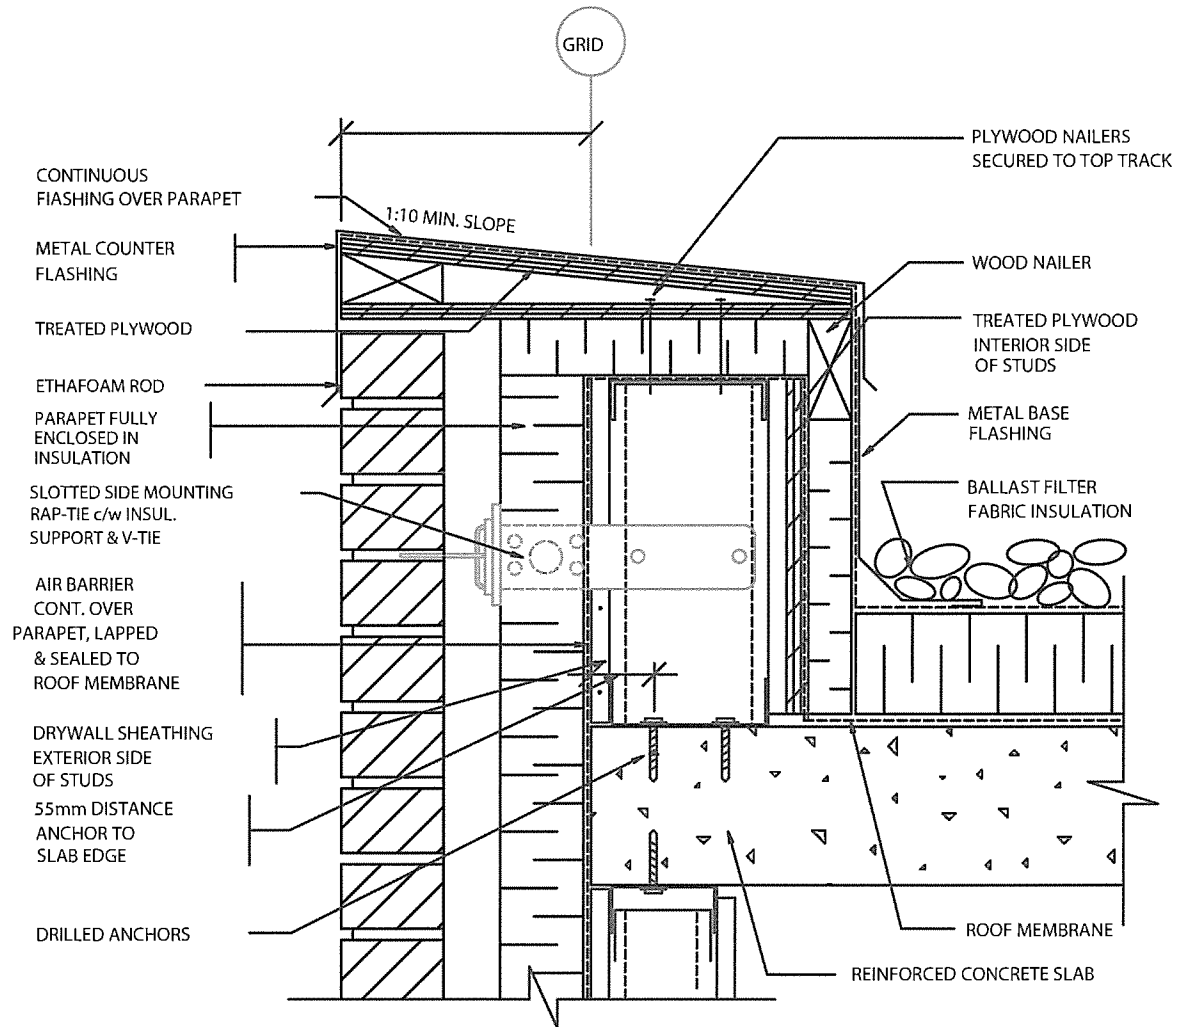 GRID
PLYWOOD NAILERS
SECURED TO TOP TRACK
CONTINUOUS
FIASHING OVER PARAPET
1:10 MIN. SLOPE
METAL COUNTER
FLASHING
WOOD NAILER
TREATED PLYWOOD
TREATED PLYWOOD
INTERIOR SIDE
OF STUDS
ETHAFOAM ROD
PARAPET FULLY
ENCLOSED IN
INSULATION
METAL BASE
FLASHING
SLOTTED SIDE MOUNTING
RAP-TIE c/w INSUL.
SUPPORT & V-TIE
BALLAST FILTER
FABRIC INSULATION
AIR BARRIER
CONT. OVER
PARAPET, LAPPED
& SEALED TO
ROOF MEMBRANE
DRYWALL SHEATHING
EXTERIOR SIDE
OF STUDS
55mm DISTANCE
ANCHOR TO
SLAB EDGE
DRILLED ANCHORS
ROOF MEMBRANE
REINFORCED CONCRETE SLAB